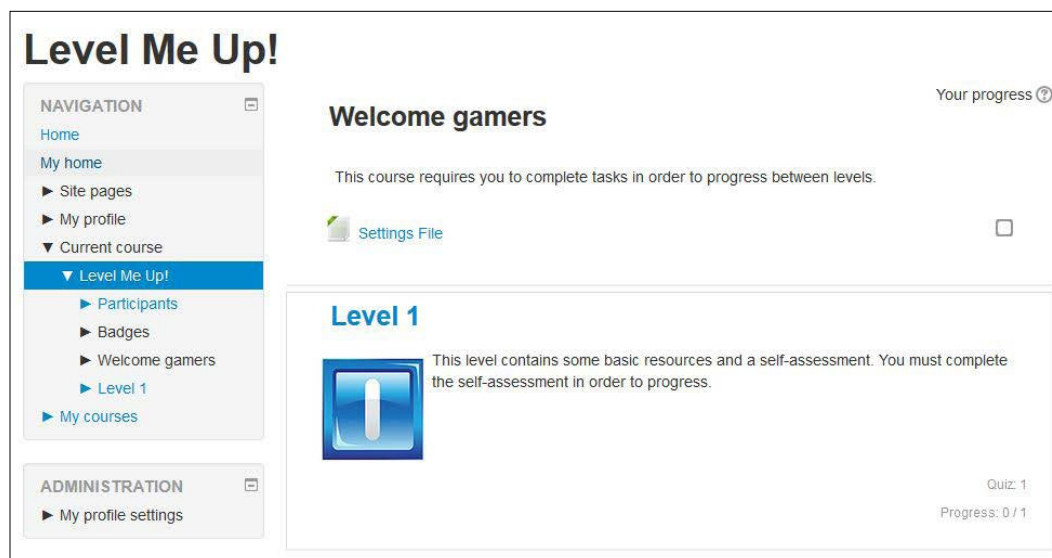 Level Me Up!
NAVIGATION
Home
My home
► Site pages
► My profile
▼ Current course
▼ Level Me Up!
► Participants
► Badges
► Welcome gamers
► Level 1
► My courses
ADMINISTRATION
► My profile settings
Your progress
Welcome gamers
This course requires you to complete tasks in order to progress between levels.
Settings File
Level 1
This level contains some basic resources and a self-assessment. You must complete
the self-assessment in order to progress.
Quiz: 1
Progress: 0 / 1